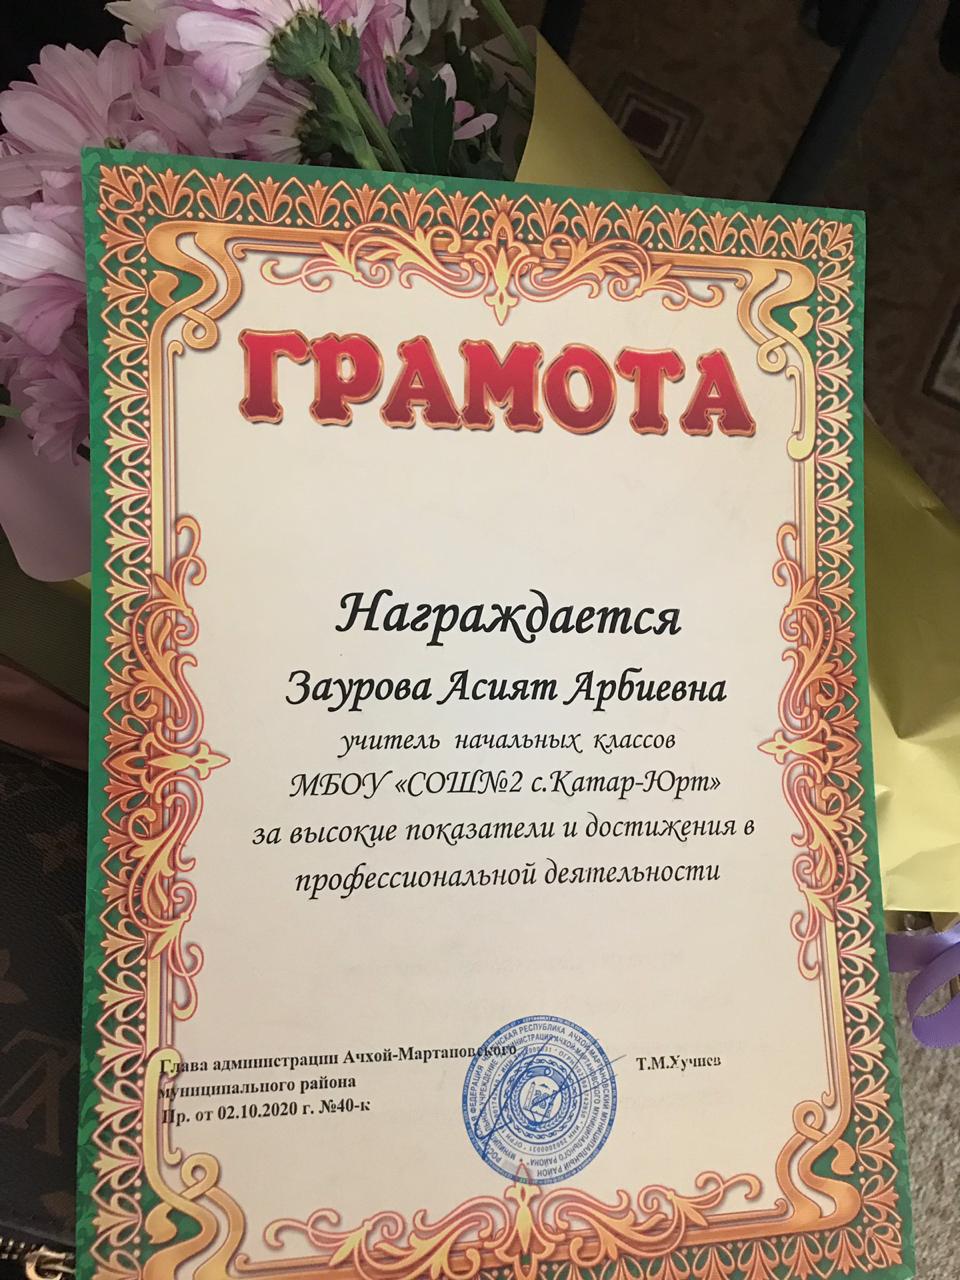 ГРАМОТА
Награждается
Заурова Асият Арбиевна
учитель начальных классов
МБОУ «СОШ№2 с.Катар-Юрт»
за высокие показатели и достижения в
профессиональной деятельности
Глава администрации Ачхой-Мартановского
муниципального района
Пр. от 02.10.2020 г. №40-к
Т.М.Хучиев